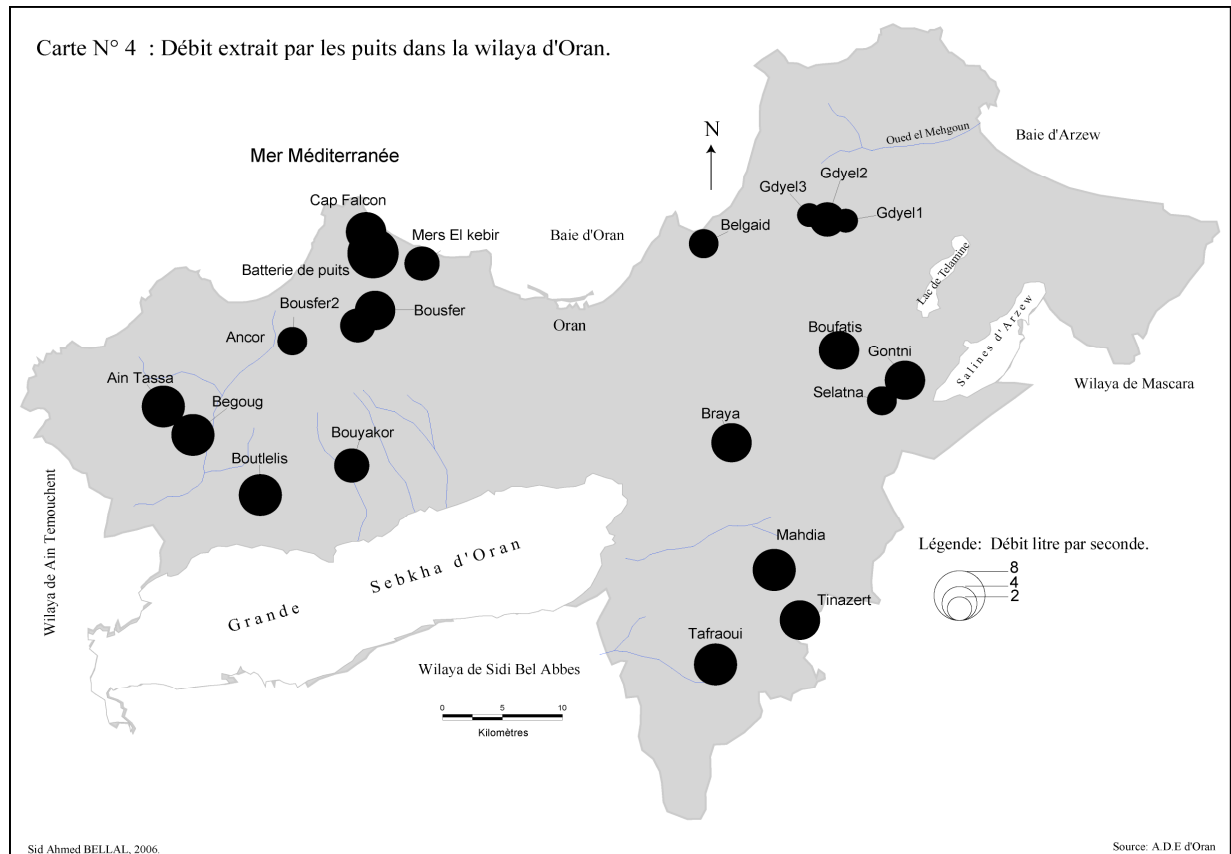 Carte N° 4 : Débit extrait par les puits dans la wilaya d'Oran.
N
Oued el Mehgoun
Baie d'Arzew
Mer Méditerranée
Gdyel2
Gdyel3
Gdyel1
Cap Falcon
Belgaid
Baie d'Oran
Mers El kebir
Batterie de puits
Lac de Telamine
Bousfer2
Bousfer
Oran
Ancor
Boufatis
Gontni
Salines d'Arzew
Wilaya de Mascara
Ain Tassa
Selatna
Begoug
Braya
Bouyakor
Boutlelis
Wilaya de Ain Temouchent
Mahdia
Légende: Débit litre par seconde.
8
4
2
Grande Sebkha d'Oran
Tinazert
Tafraoui
Wilaya de Sidi Bel Abbes
0 5 10
Kilomètres
Sid Ahmed BELLAL, 2006.
Source: A.D.E d'Oran